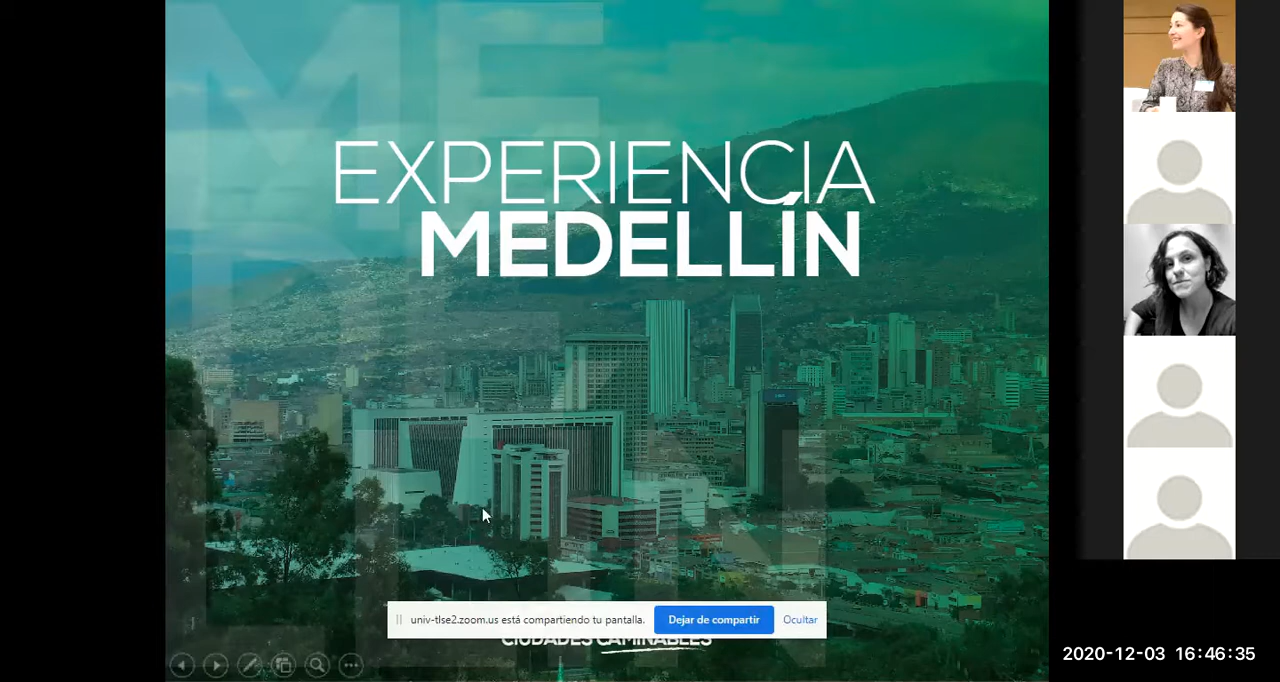 EXPERIENCIA
MEDELLÍN
univ-tlse2.zoom.us está compartiendo tu pantalla.
Dejar de compartir
Ocultar
CIUDADES CAMINABLES
2020-12-03 16:46:35